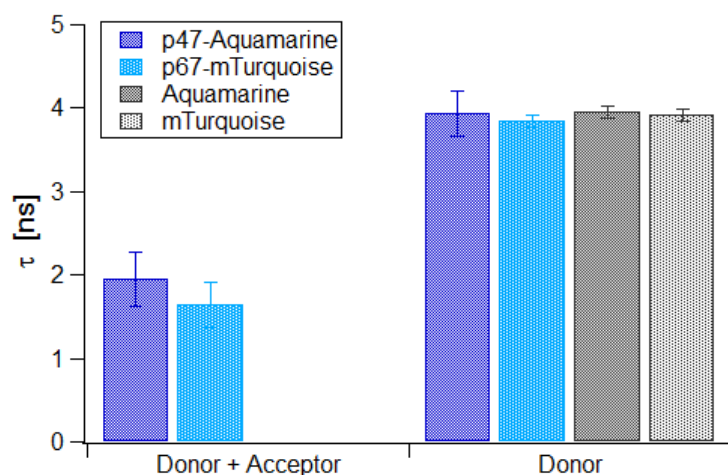 5
4
3
2
1
0
τ [ns]
p47-Aquamarine
p67-mTurquoise
Aquamarine
mTurquoise
Donor + Acceptor
Donor